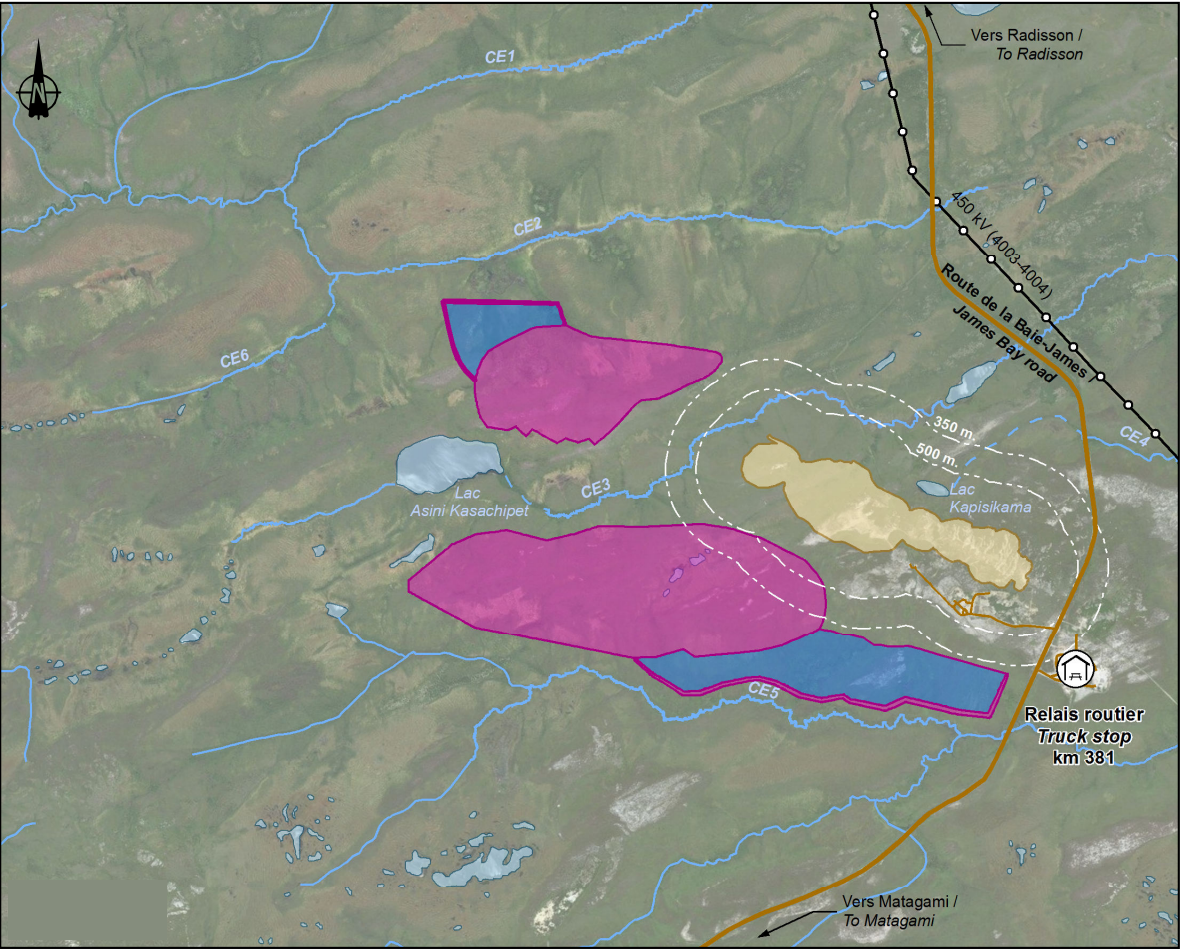 Vers Radisson /
To Radisson
N
CE1
450 kV (4003-4004)
CE2
Route de la Baie-James /
James Bay road
CE6
350 m.
CE4
500 m.
Lac
Kapisikama
CE3
Lac
Asini Kasachipet
CE5
Relais routier
Truck stop
km 381
Vers Matagami /
To Matagami